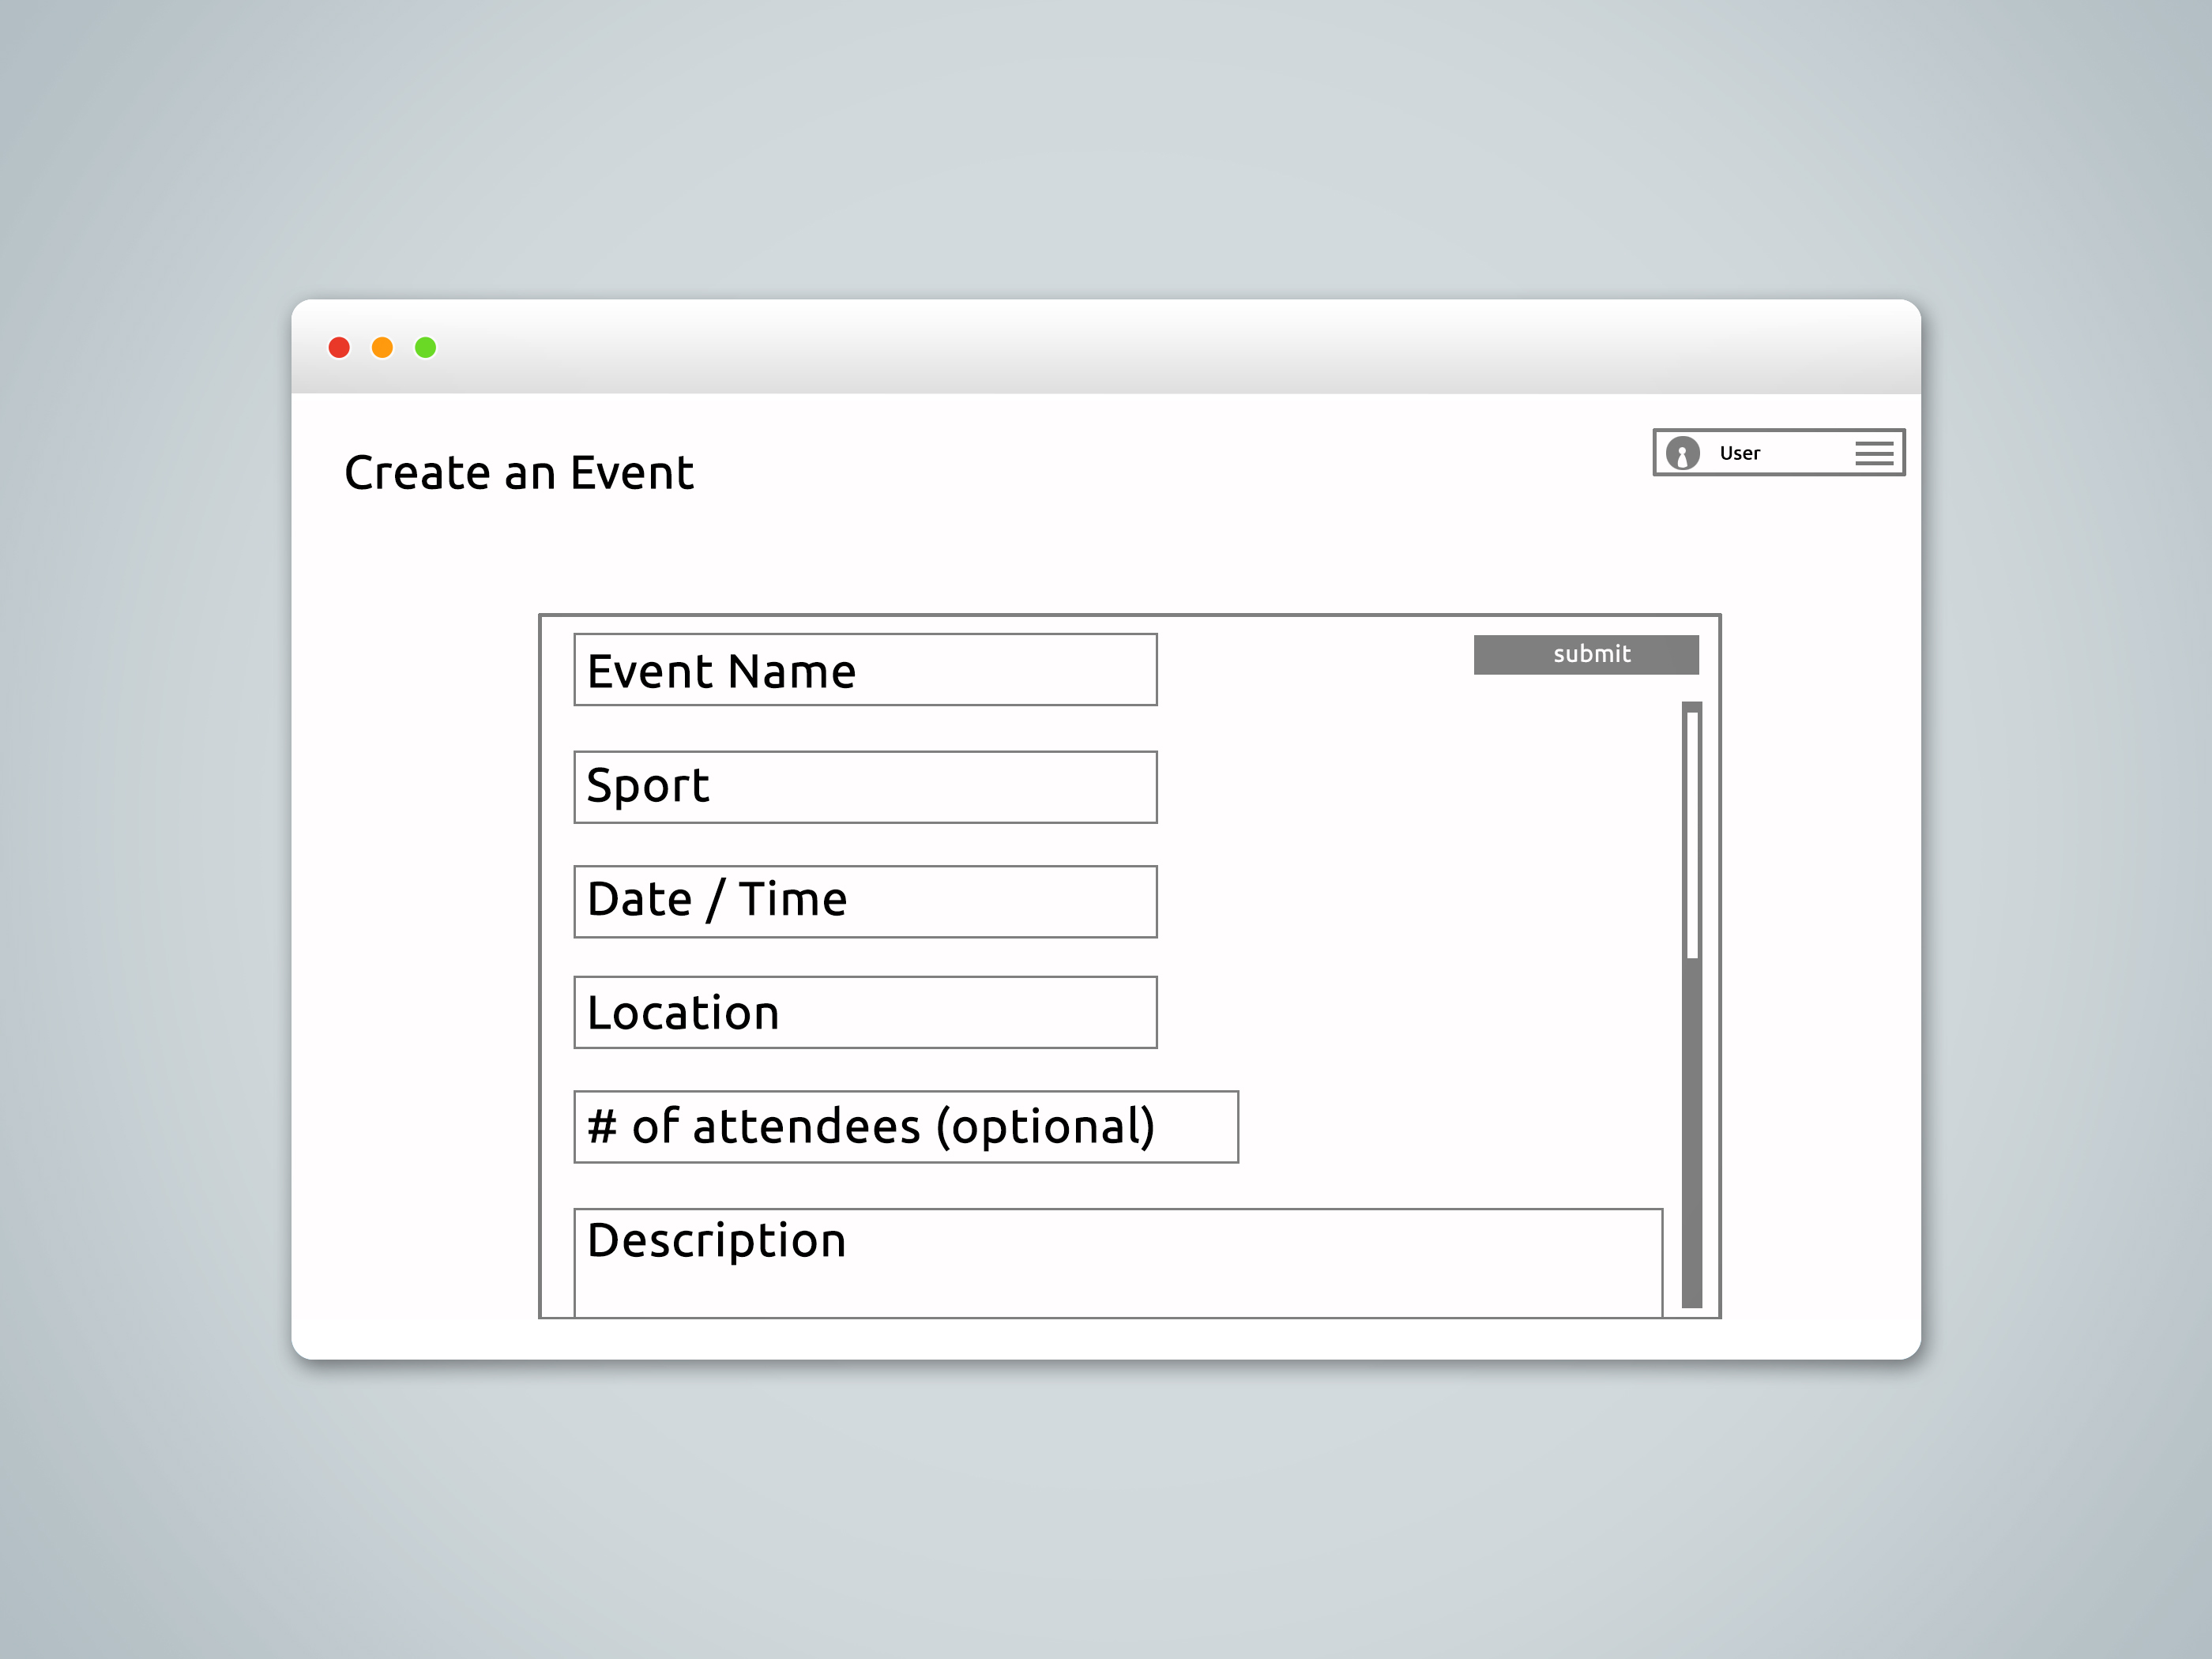 Create an Event
User
Event Name
submit
Sport
Date / Time
Location
# of attendees (optional)
Description